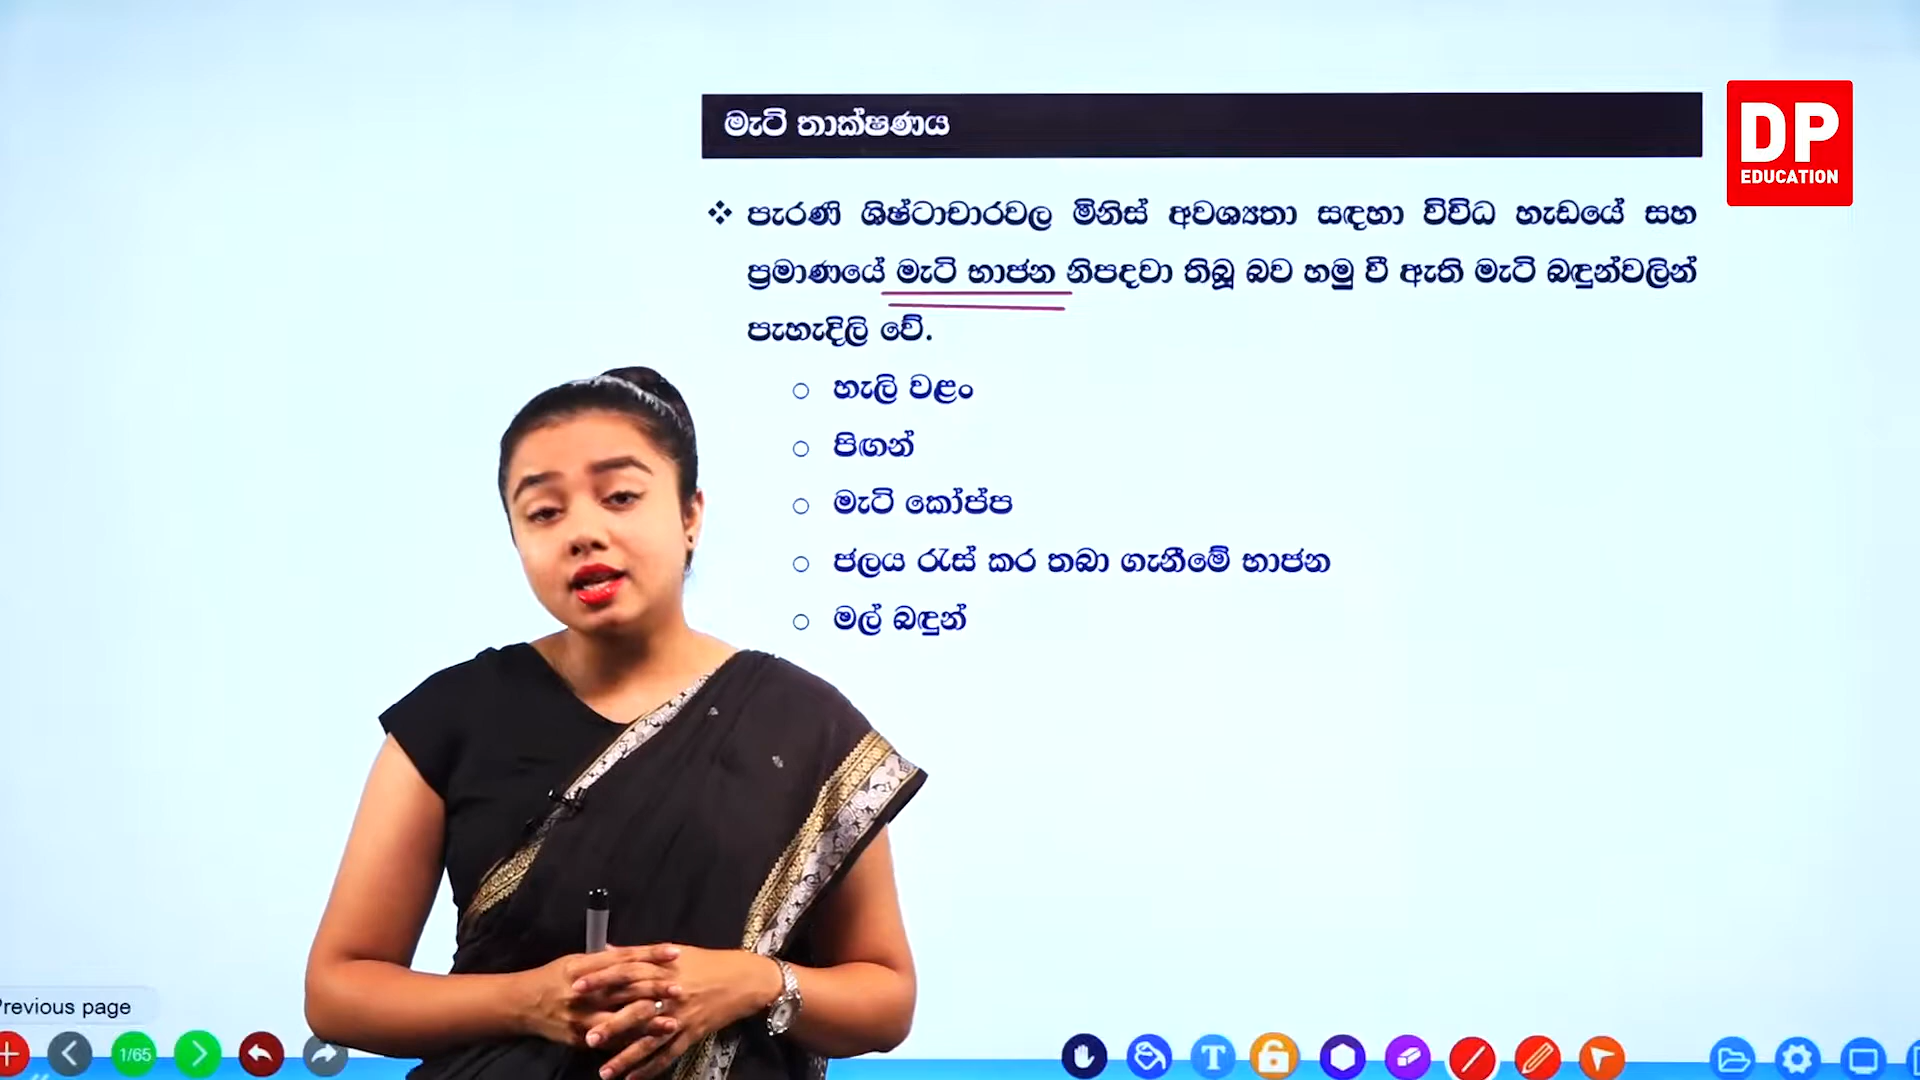 මැටි තාක්ෂණය
DP
EDUCATION
❖ පැරණි ශිෂ්ටාචාරවල මිනිස් අවශ්‍යතා සඳහා විවිධ හැඩයේ සහ
ප්‍රමාණයේ මැටි භාජන නිපදවා තිබූ බව හමු වී ඇති මැටි බඳුන්වලින්
පැහැදිලි වේ.
○ හැලි වළං
○ පිඟන්
○ මැටි කෝප්ප
○ ජලය රැස් කර තබා ගැනීමේ භාජන
○ මල් බඳුන්
Previous page
1/65
T